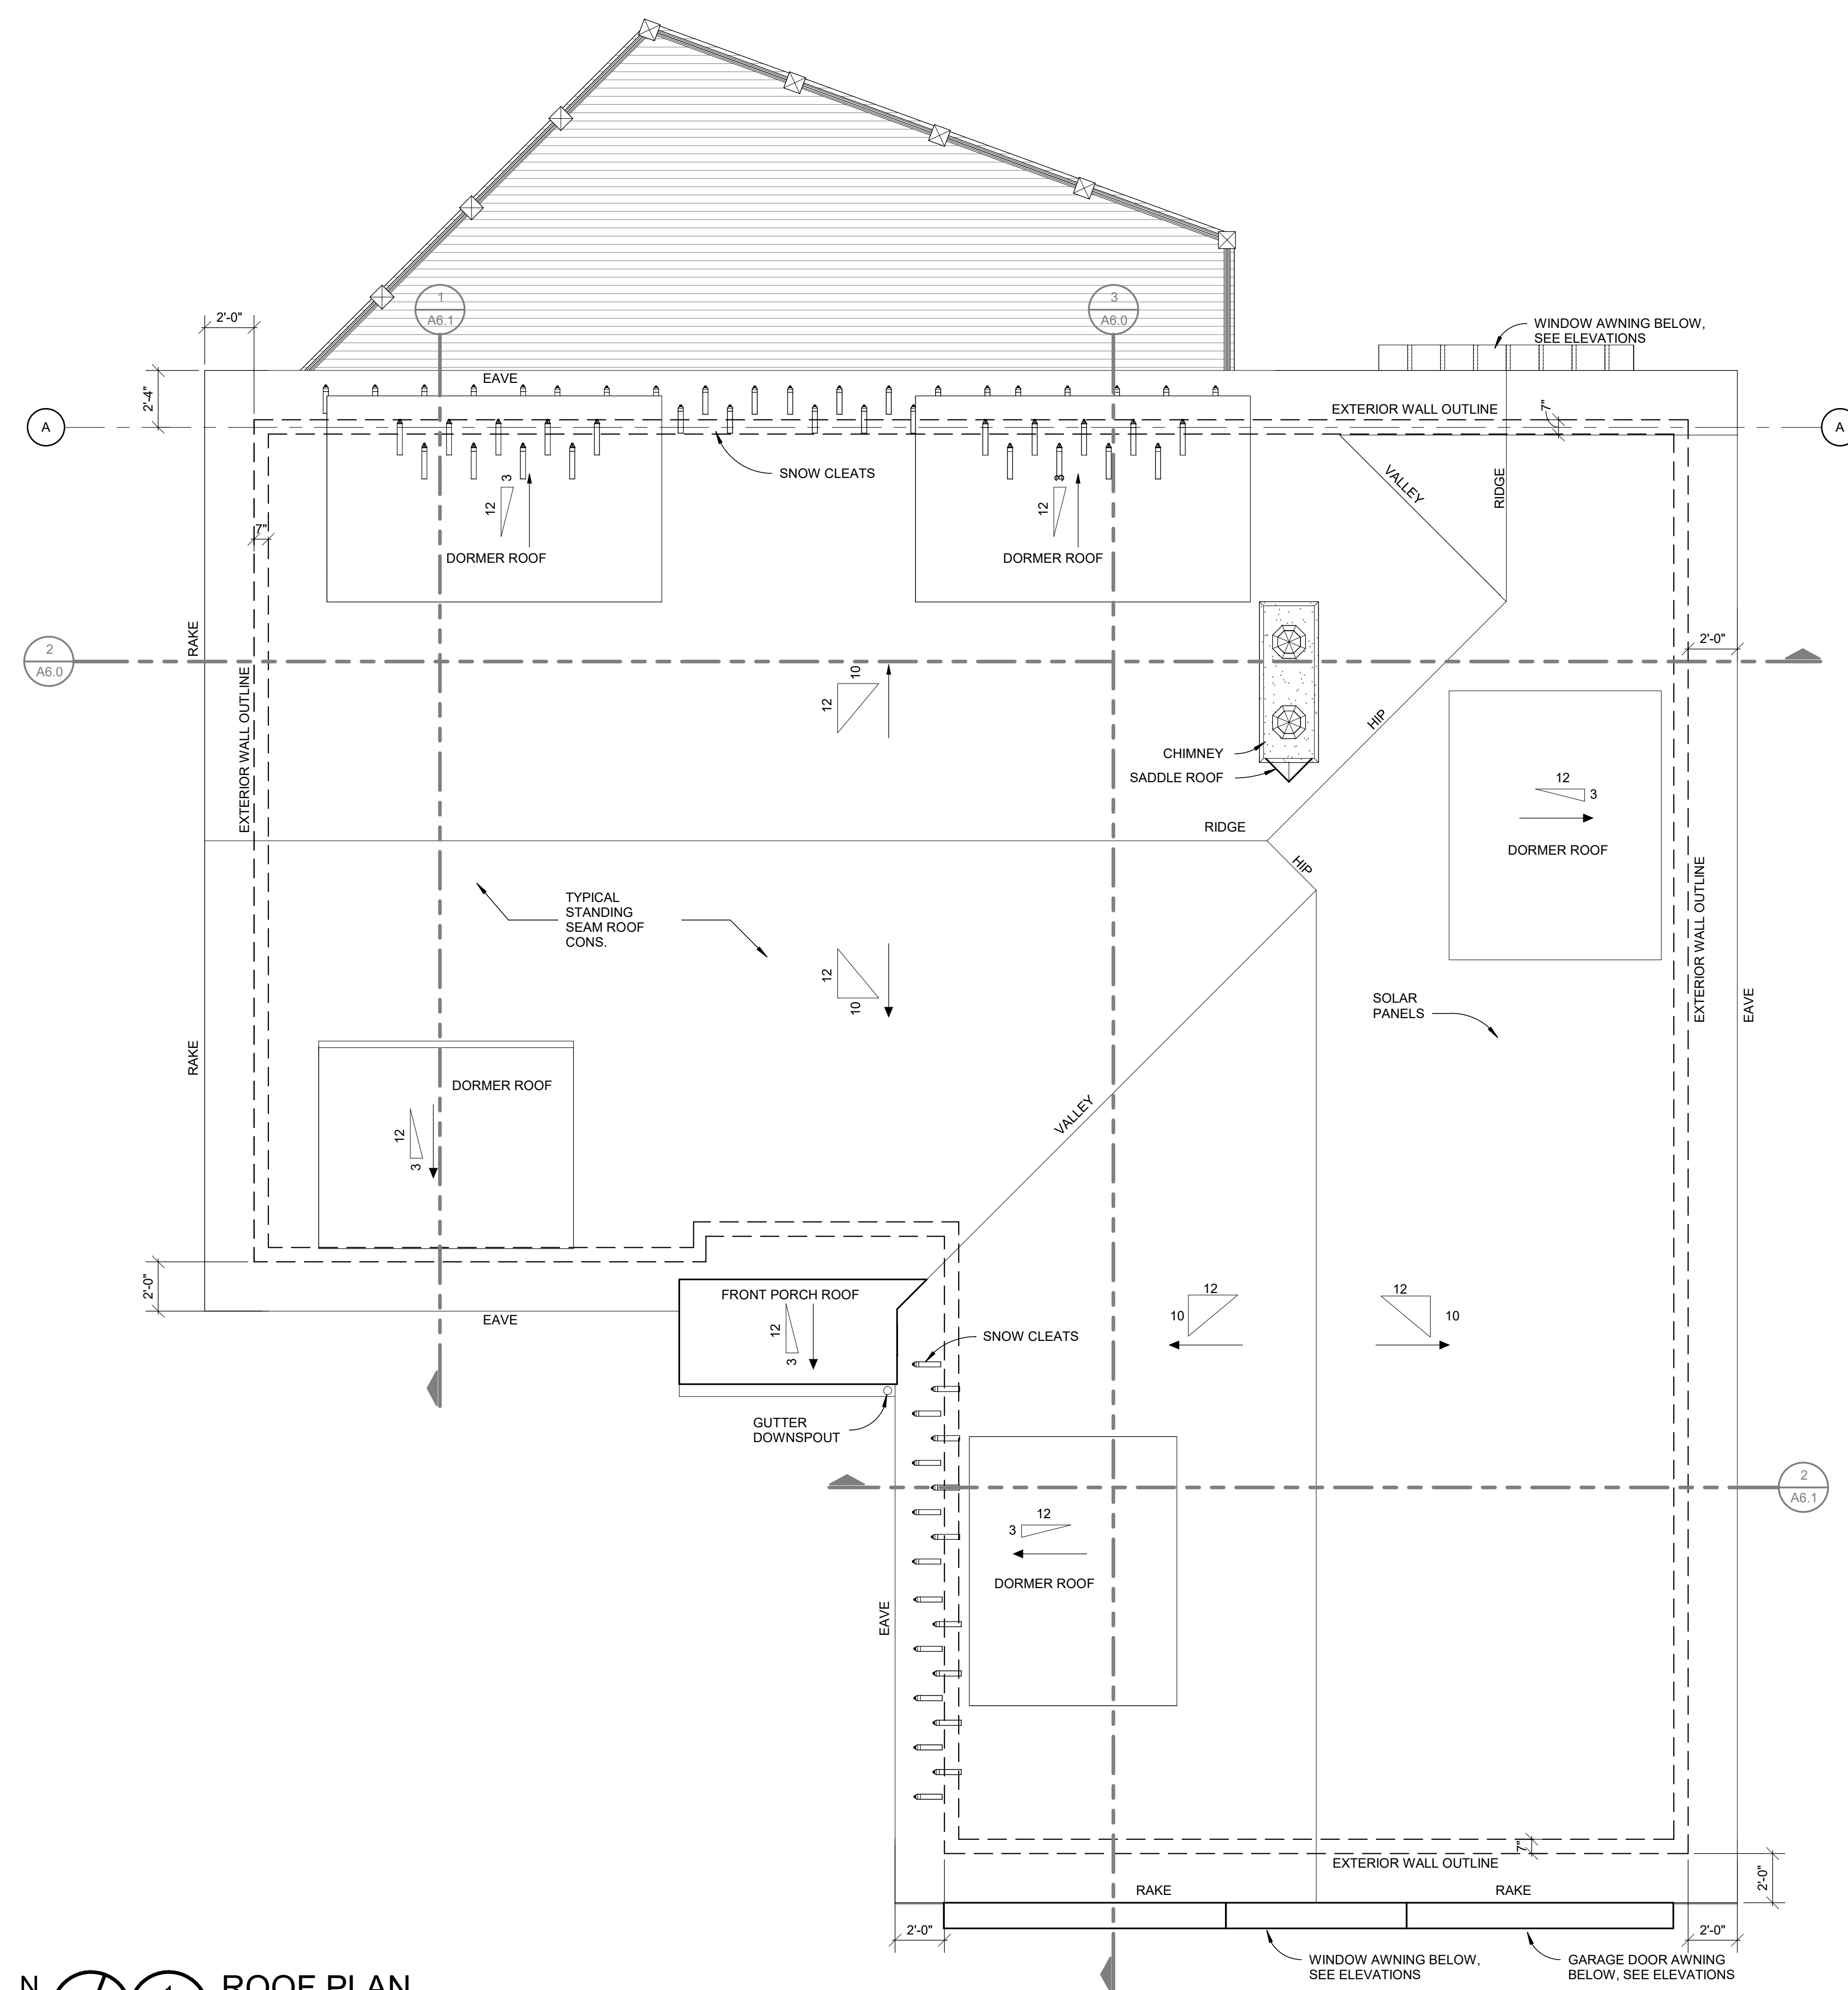 1
A6.1
3
A6.0
2'-0"
WINDOW AWNING BELOW,
SEE ELEVATIONS
2'-4"
EAVE
A
EXTERIOR WALL OUTLINE
7"
A
SNOW CLEATS
VALLEY
RIDGE
3
12
3
12
7"
DORMER ROOF
DORMER ROOF
RAKE
2
A6.0
2'-0"
EXTERIOR WALL OUTLINE
10
12
HIP
CHIMNEY
SADDLE ROOF
12
3
DORMER ROOF
RIDGE
HIP
TYPICAL
STANDING
SEAM ROOF
CONS.
EXTERIOR WALL OUTLINE
12
10
SOLAR
PANELS
EAVE
RAKE
DORMER ROOF
12
3
VALLEY
2'-0"
EAVE
FRONT PORCH ROOF
12
3
12
10
12
10
SNOW CLEATS
GUTTER
DOWNSPOUT
2
A6.1
12
3
DORMER ROOF
EAVE
7"
EXTERIOR WALL OUTLINE
RAKE
RAKE
2'-0"
2'-0"
2'-0"
WINDOW AWNING BELOW,
SEE ELEVATIONS
GARAGE DOOR AWNING
BELOW, SEE ELEVATIONS
N
1
ROOF PLAN